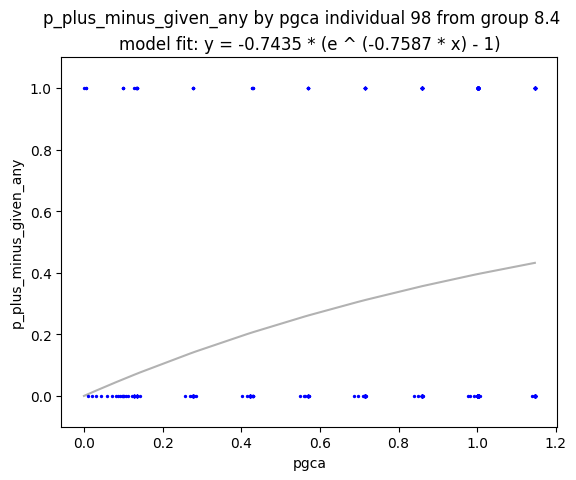 p_plus_minus_given_any by pgca individual 98 from group 8.4
model fit: y = -0.7435 * (e ^ (-0.7587 * x) - 1)
1.0
0.8
0.6
0.4
0.2
0.0
p_plus_minus_given_any
0.0 0.2 0.4 0.6 0.8 1.0 1.2
pgca